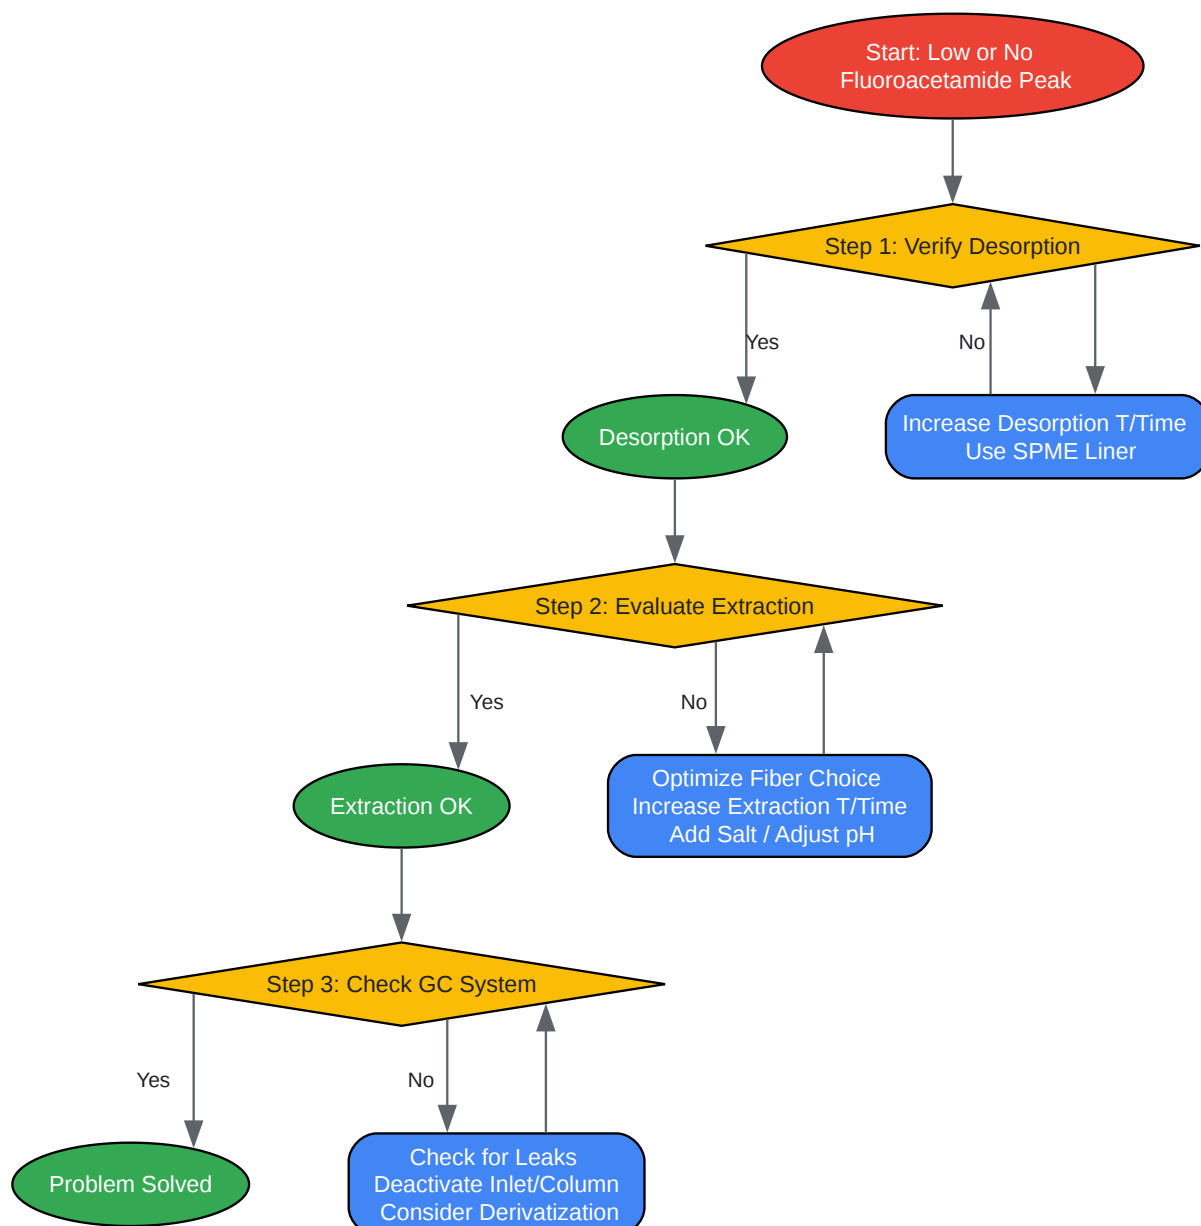 Start: Low or No
Fluoroacetamide Peak
Step 1: Verify Desorption
Yes
No
Desorption OK
Increase Desorption T/Time
Use SPME Liner
Step 2: Evaluate Extraction
Yes
No
Extraction OK
Optimize Fiber Choice
Increase Extraction T/Time
Add Salt / Adjust pH
Step 3: Check GC System
Yes
No
Problem Solved
Check for Leaks
Deactivate Inlet/Column
Consider Derivatization